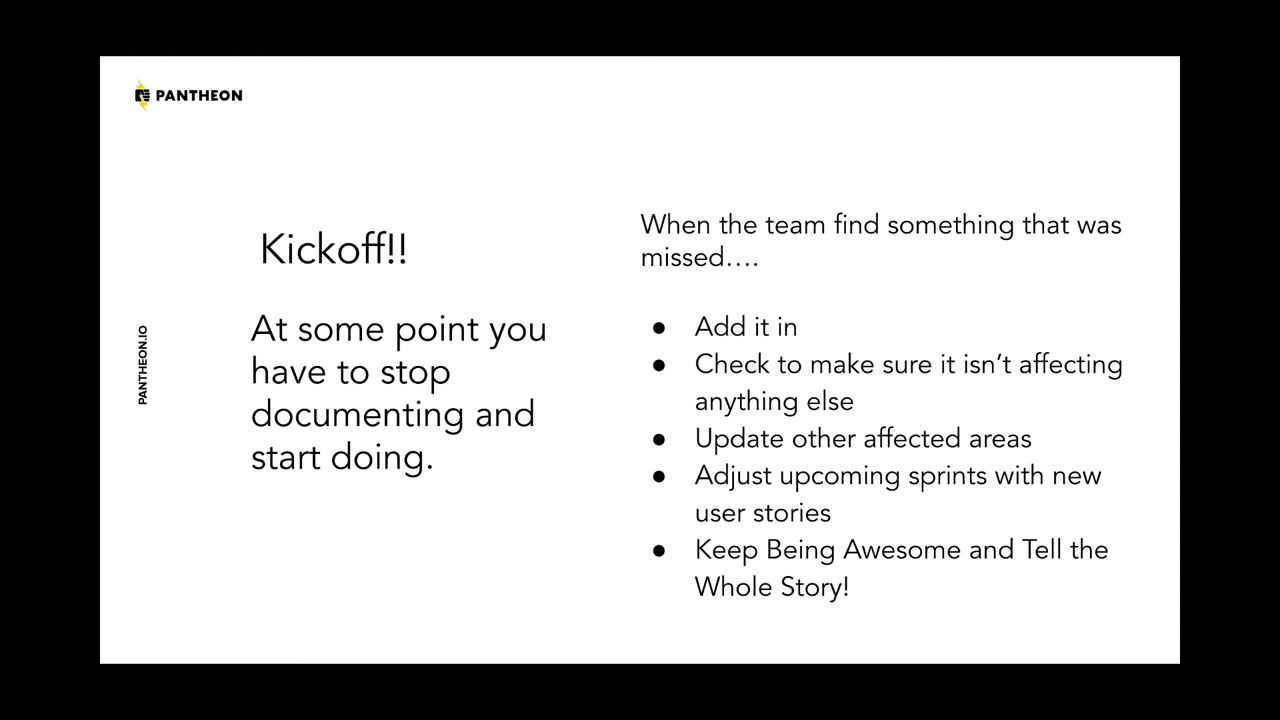 PANTHEON
Kickoff!!
At some point you
have to stop
documenting and
start doing.
PANTHEON.IO
When the team find something that was
missed....
● Add it in
● Check to make sure it isn’t affecting
anything else
● Update other affected areas
● Adjust upcoming sprints with new
user stories
● Keep Being Awesome and Tell the
Whole Story!